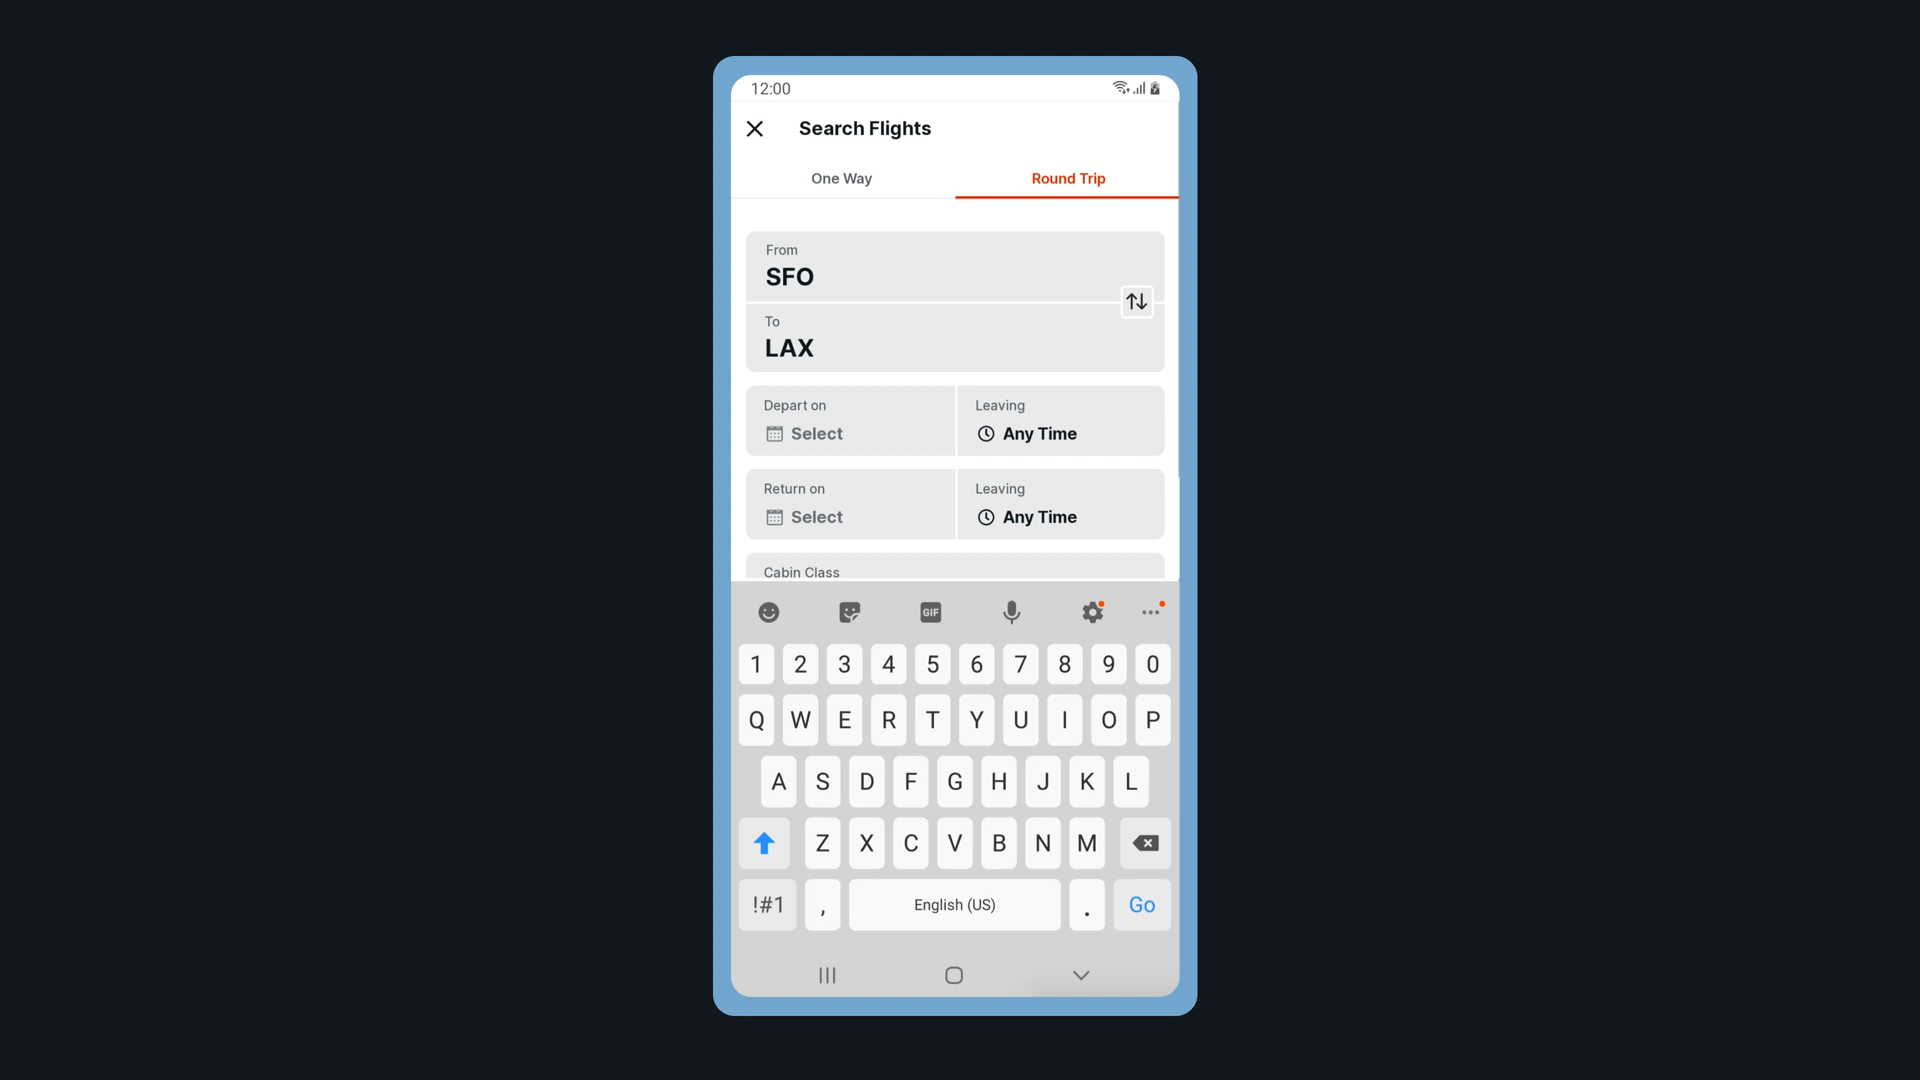 12:00
Search Flights
One Way
Round Trip
From
SFO
To
LAX
Depart on
Select
Leaving
Any Time
Return on
Select
Leaving
Any Time
Cabin Class
GIF
1 2 3 4 5 6 7 8 9 0
Q W E R T Y U I O P
A S D F G H J K L
Z X C V B N M
!#1 , English (US) . Go